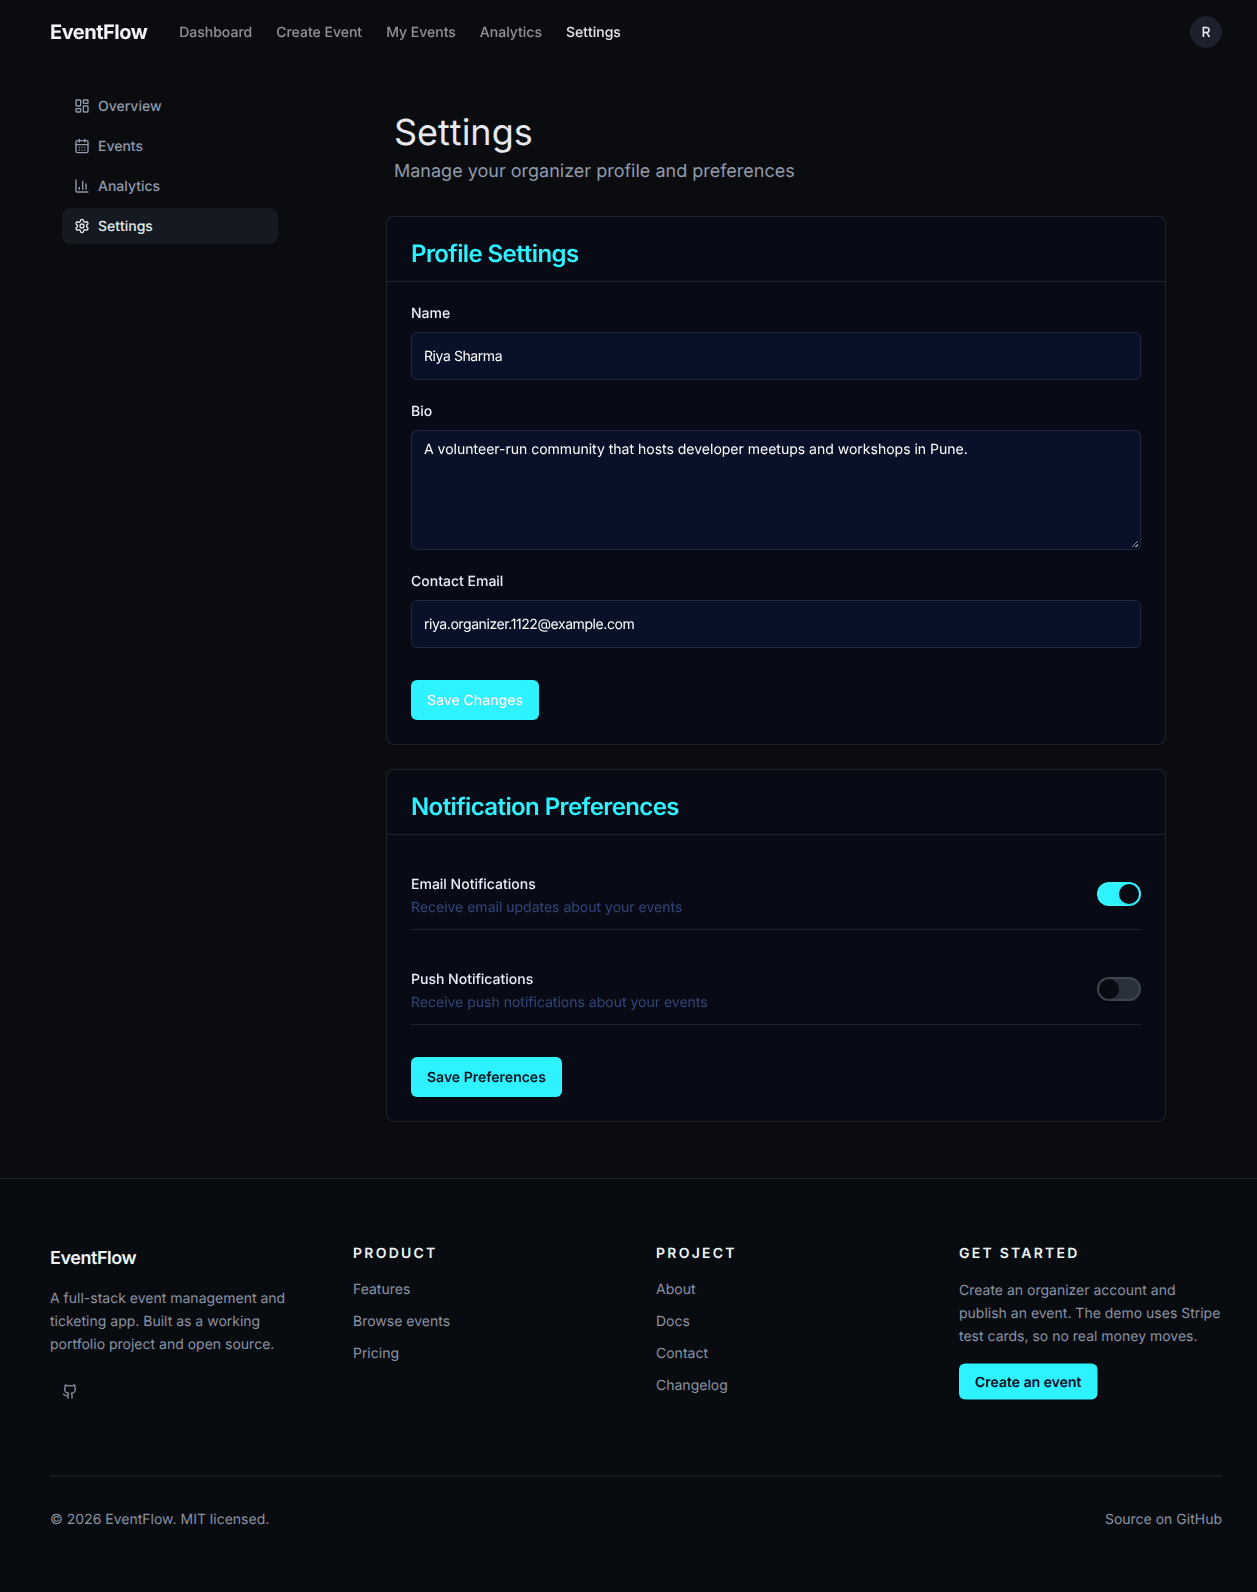 EventFlow
Dashboard
Create Event
My Events
Analytics
Settings
R
Overview
Events
Analytics
Settings
Settings
Manage your organizer profile and preferences
Profile Settings
Name
Riya Sharma
Bio
A volunteer-run community that hosts developer meetups and workshops in Pune.
Contact Email
riya.organizer.1122@example.com
Save Changes
Notification Preferences
Email Notifications
Receive email updates about your events
Push Notifications
Receive push notifications about your events
Save Preferences
EventFlow
A full-stack event management and
ticketing app. Built as a working
portfolio project and open source.
PRODUCT
Features
Browse events
Pricing
PROJECT
About
Docs
Contact
Changelog
GET STARTED
Create an organizer account and
publish an event. The demo uses Stripe
test cards, so no real money moves.
Create an event
© 2026 EventFlow. MIT licensed.
Source on GitHub